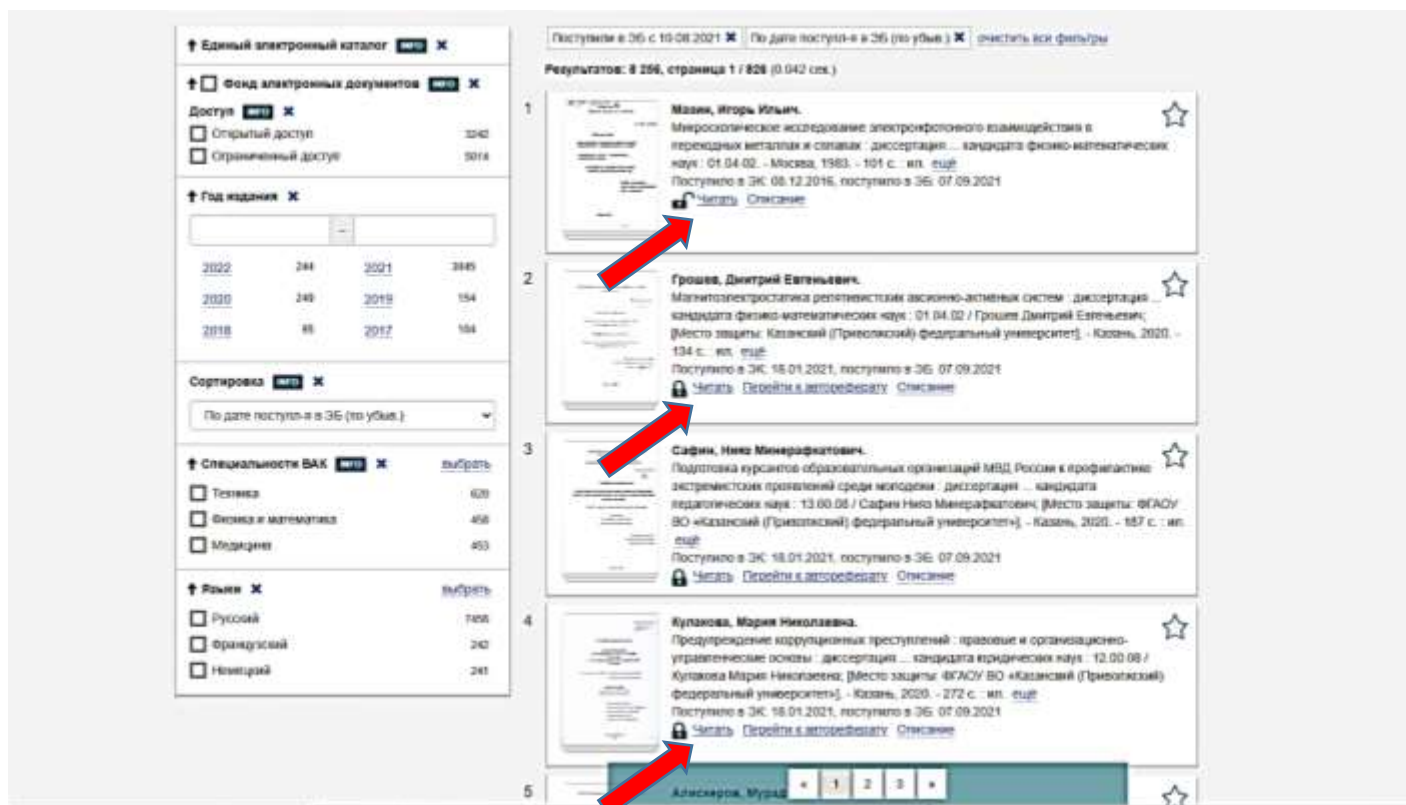 Единый электронный каталог INFO ✖
Фонд электронных документов INFO ✖
Доступ INFO ✖
Открытый доступ 3242
Ограниченный доступ 5014
Год издания ✖
–
2022 244 2021
2020 249 2019 154
2018 2017
Сортировка INFO ✖
По дате поступл-я в ЭБ (по убыв.)
Специальности ВАК INFO ✖ выбрать
Техника
Физика и математика
Медицина 453
Языки ✖ выбрать
Русский
Французский 242
Немецкий 241
Поступили в ЭБ с 10.08.2021 ✖ По дате поступл-я в ЭБ (по убыв.) ✖ очистить все фильтры
Результатов: 8 256, страница 1 / 826 (0.042 сек.)
1
Мазин, Игорь Ильич.
Микроскопическое исследование электронфотонного взаимодействия в
переходных металлах и сплавах : диссертация ... кандидата физико-математических
наук : 01.04.02. - Москва, 1983. - 101 с. : ил. ещё
Поступило в ЭК: 08.12.2016, поступило в ЭБ: 07.09.2021
Читать Описание
2
Грошев, Дмитрий Евгеньевич.
Магнитоэлектростатика релятивистских аксионно-активных систем : диссертация ...
кандидата физико-математических наук : 01.04.02 / Грошев Дмитрий Евгеньевич;
[Место защиты: Казанский (Приволжский) федеральный университет]. - Казань, 2020. -
134 с. : ил. ещё
Поступило в ЭК: 18.01.2021, поступило в ЭБ: 07.09.2021
Читать Перейти к автореферату Описание
3
Сафин, Нияз Минерафкатович.
Подготовка курсантов образовательных организаций МВД России к профилактике
экстремистских проявлений среди молодежи : диссертация ... кандидата
педагогических наук : 13.00.08 / Сафин Нияз Минерафкатович; [Место защиты: ФГАОУ
ВО «Казанский (Приволжский) федеральный университет»]. - Казань, 2020. - 187 с. : ил.
ещё
Поступило в ЭК: 18.01.2021, поступило в ЭБ: 07.09.2021
Читать Перейти к автореферату Описание
4
Кулакова, Мария Николаевна.
Предупреждение коррупционных преступлений : правовые и организационно-
управленческие основы : диссертация ... кандидата юридических наук : 12.00.08 /
Кулакова Мария Николаевна; [Место защиты: ФГАОУ ВО «Казанский (Приволжский)
федеральный университет»]. - Казань, 2020. - 272 с. : ил. ещё
Поступило в ЭК: 18.01.2021, поступило в ЭБ: 07.09.2021
Читать Перейти к автореферату Описание
5
Алискеров, Мурад
« 1 2 3 »